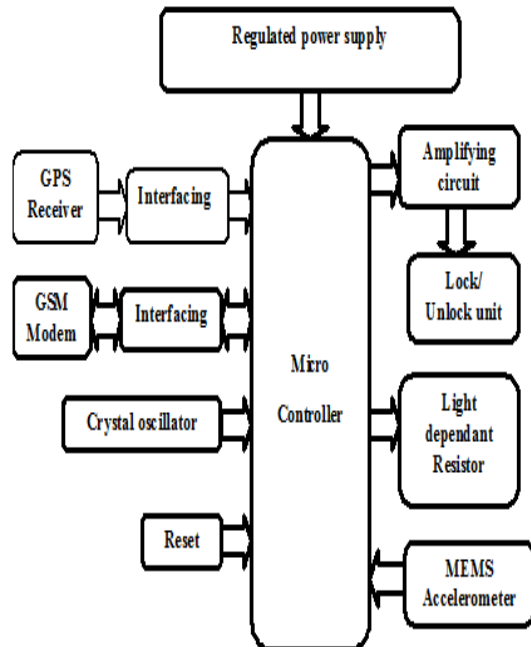 Regulated power supply
GPS
Receiver
Interfacing
Amplifying
circuit
Lock/
Unlock unit
GSM
Modem
Interfacing
Micro
Controller
Crystal oscillator
Light
dependant
Resistor
Reset
MEMS
Accelerometer